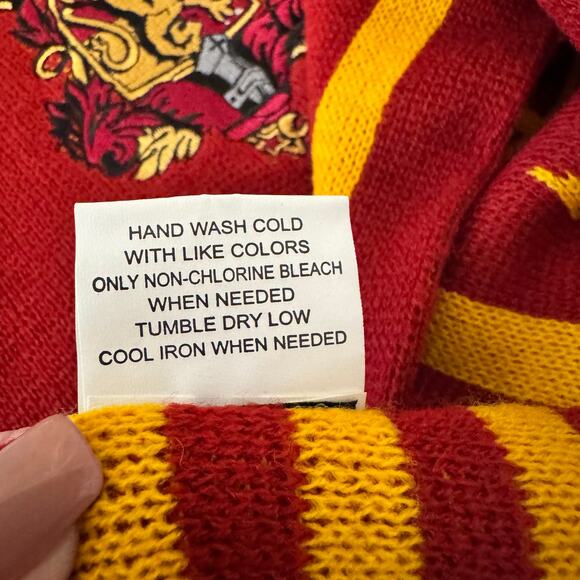 HAND WASH COLD
WITH LIKE COLORS
ONLY NON-CHLORINE BLEACH
WHEN NEEDED
TUMBLE DRY LOW
COOL IRON WHEN NEEDED